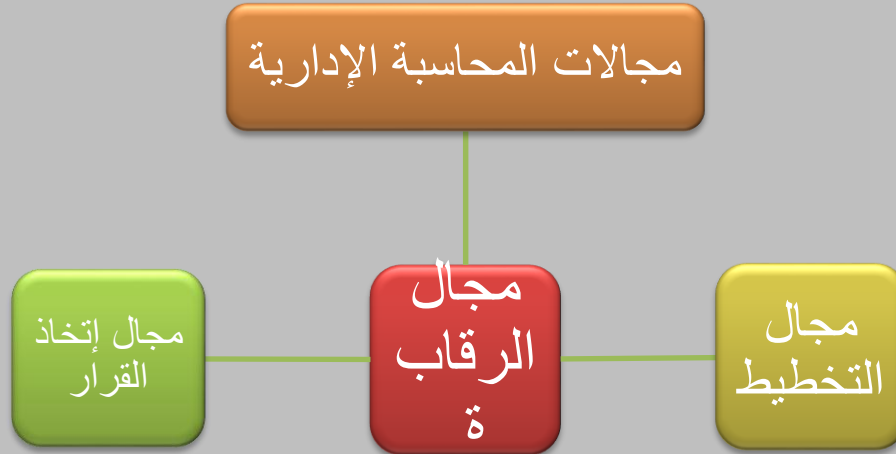 مجالات المحاسبة الإدارية
مجال
التخطيط
مجال
الرقاب
ة
مجال إتخاذ
القرار